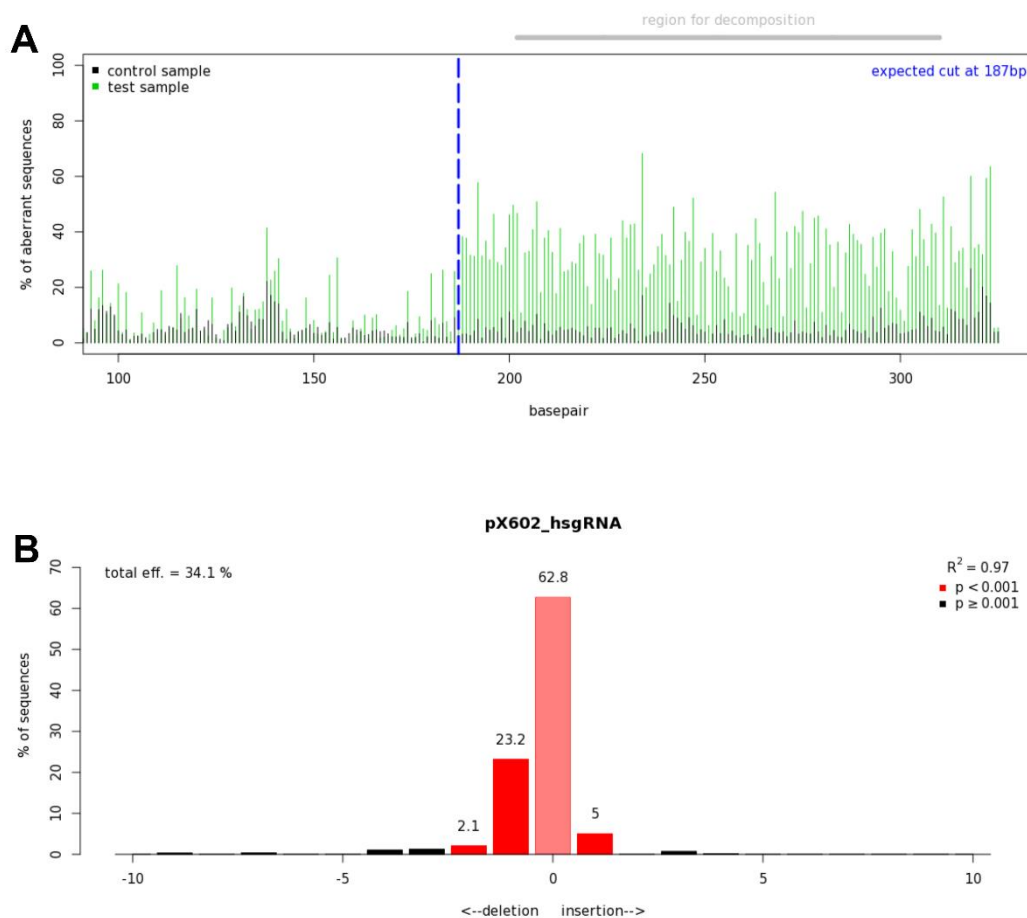 A
region for decomposition
control sample
test sample
expected cut at 187bp
100
80
60
40
20
0
% of aberrant sequences
100 150 200 250 300
basepair
pX602_hsgRNA
B
total eff. = 34.1 %
R² = 0.97
p < 0.001
p ≥ 0.001
70
60
50
40
30
20
10
0
% of sequences
2.1
23.2
62.8
5
-10 -5 0 5 10
<--deletion insertion-->